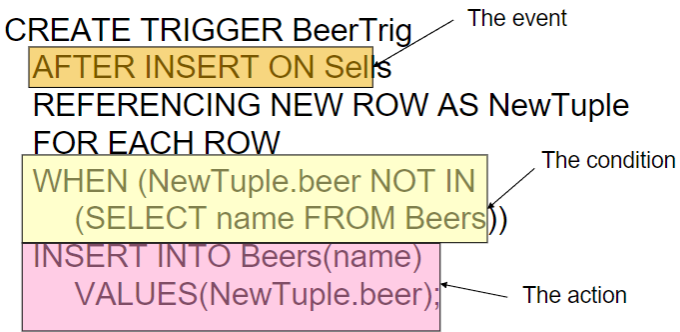 CREATE TRIGGER BeerTrig
The event
AFTER INSERT ON Sells
REFERENCING NEW ROW AS NewTuple
FOR EACH ROW
The condition
WHEN (NewTuple.beer NOT IN
(SELECT name FROM Beers))
INSERT INTO Beers(name)
VALUES(NewTuple.beer);
The action